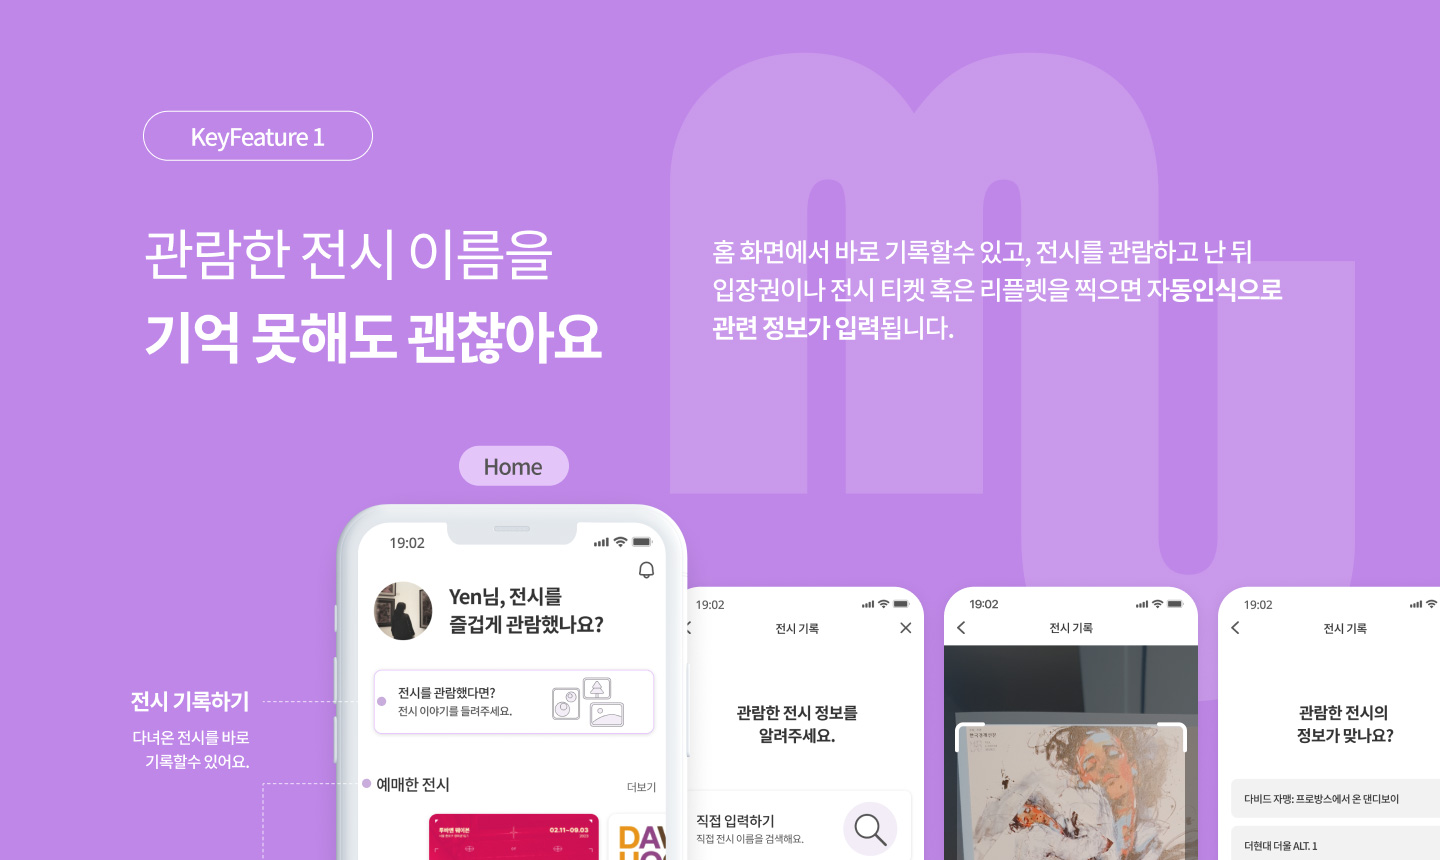 KeyFeature 1
관람한 전시 이름을
기억 못해도 괜찮아요
홈 화면에서 바로 기록할수 있고, 전시를 관람하고 난 뒤
입장권이나 전시 티켓 혹은 리플렛을 찍으면 자동인식으로
관련 정보가 입력됩니다.
Home
19:02
Yen님, 전시를
즐겁게 관람했나요?
전시를 관람했다면?
전시 이야기를 들려주세요.
전시 기록하기
다녀온 전시를 바로
기록할수 있어요.
예매한 전시
더보기
02.11-09.03
19:02
전시 기록
관람한 전시 정보를
알려주세요.
직접 입력하기
직접 전시 이름을 검색해요.
19:02
전시 기록
19:02
전시 기록
관람한 전시의
정보가 맞나요?
다비드 자맹: 프로방스에서 온 댄디보이
더현대 더울 ALT. 1